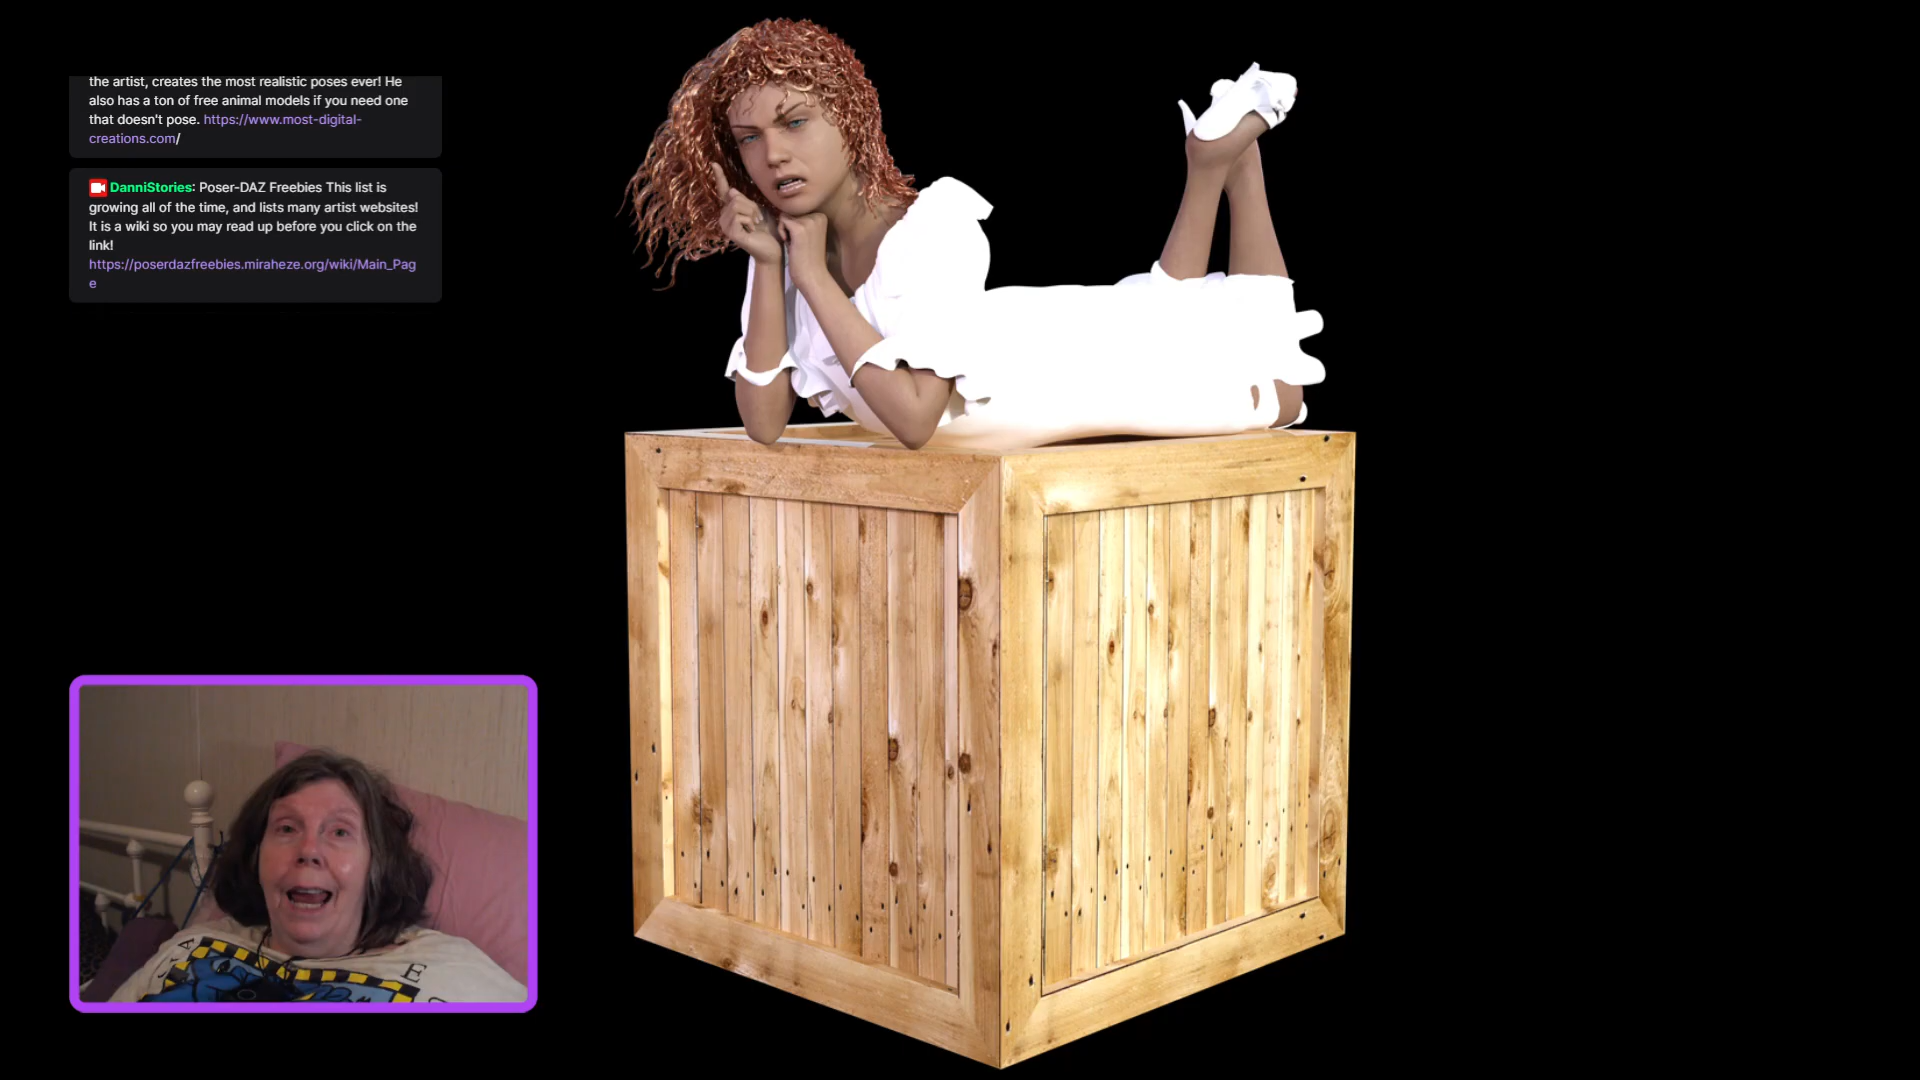 the artist, creates the most realistic poses ever! He
also has a ton of free animal models if you need one
that doesn't pose. https://www.most-digital-
creations.com/
DanniStories: Poser-DAZ Freebies This list is
growing all of the time, and lists many artist websites!
It is a wiki so you may read up before you click on the
link!
https://poserdazfreebies.miraheze.org/wiki/Main_Pag
e
A
E